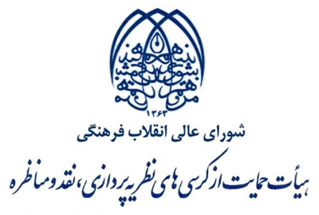 ۱۳۶۳
شورای عالی انقلاب فرهنگی
هیأت حمایت از کرسی های نظریه پردازی، نقد و مناظره